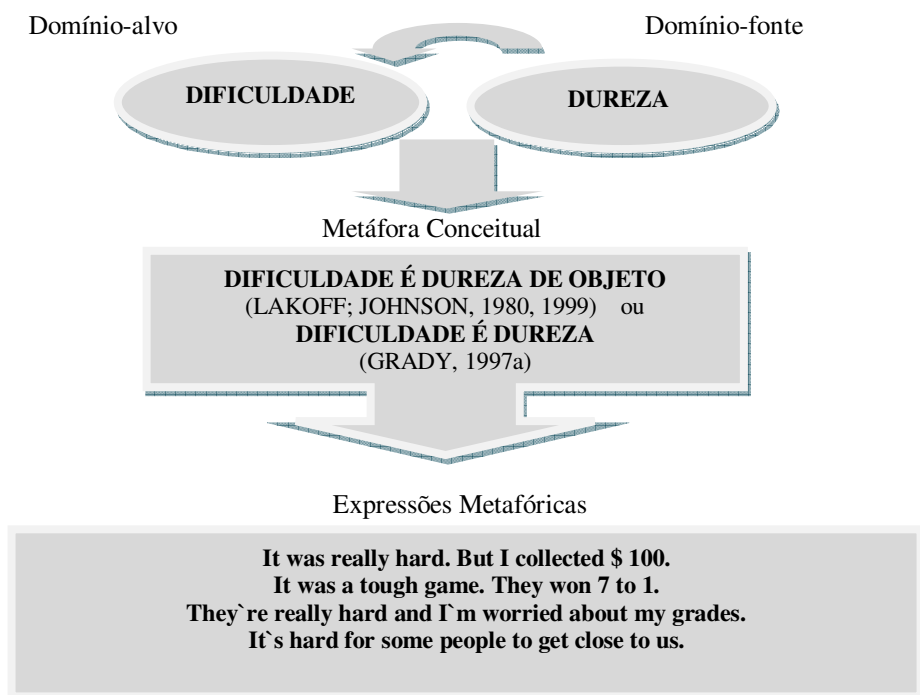 Domínio-alvo Domínio-fonte
DIFICULDADE DUREZA
Metáfora Conceitual
DIFICULDADE É DUREZA DE OBJETO
(LAKOFF; JOHNSON, 1980, 1999) ou
DIFICULDADE É DUREZA
(GRADY, 1997a)
Expressões Metafóricas
It was really hard. But I collected $ 100.
It was a tough game. They won 7 to 1.
They`re really hard and I`m worried about my grades.
It`s hard for some people to get close to us.